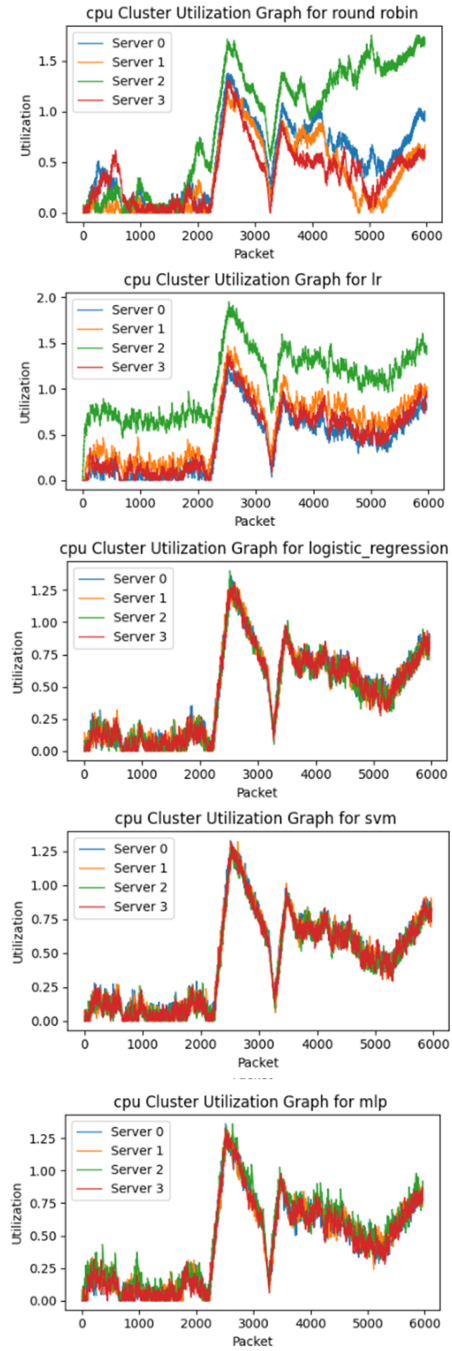 cpu Cluster Utilization Graph for round robin
Server 0
Server 1
Server 2
Server 3
1.5
1.0
0.5
0.0
Utilization
0 1000 2000 3000 4000 5000 6000
Packet
cpu Cluster Utilization Graph for lr
Server 0
Server 1
Server 2
Server 3
2.0
1.5
1.0
0.5
0.0
Utilization
0 1000 2000 3000 4000 5000 6000
Packet
cpu Cluster Utilization Graph for logistic_regression
Server 0
Server 1
Server 2
Server 3
1.25
1.00
0.75
0.50
0.25
0.00
Utilization
0 1000 2000 3000 4000 5000 6000
Packet
cpu Cluster Utilization Graph for svm
Server 0
Server 1
Server 2
Server 3
1.25
1.00
0.75
0.50
0.25
0.00
Utilization
0 1000 2000 3000 4000 5000 6000
Packet
cpu Cluster Utilization Graph for mlp
Server 0
Server 1
Server 2
Server 3
1.25
1.00
0.75
0.50
0.25
0.00
Utilization
0 1000 2000 3000 4000 5000 6000
Packet